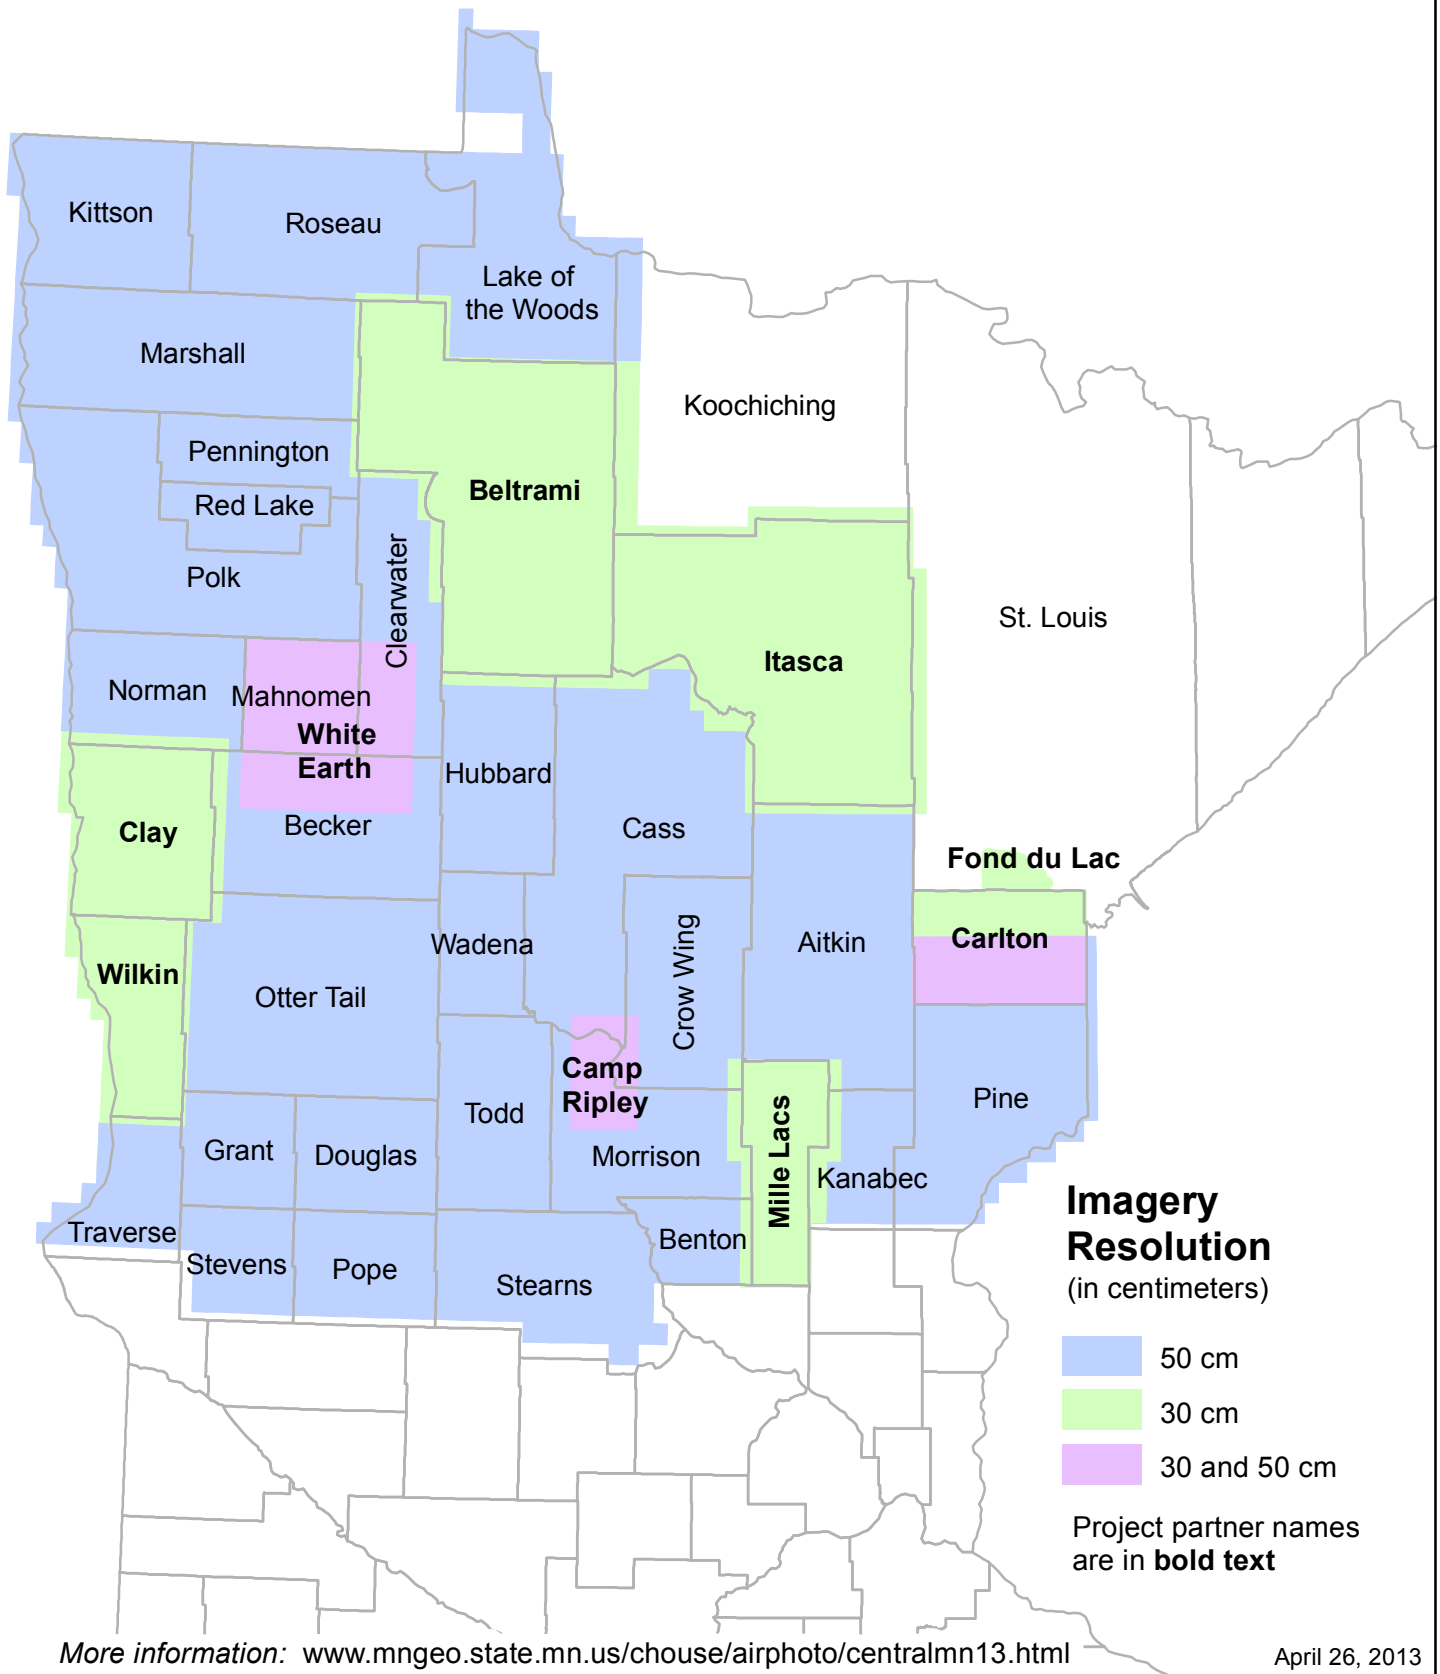 Kittson
Roseau
Lake of
the Woods
Marshall
Koochiching
Pennington
Beltrami
Red Lake
Clearwater
Polk
St. Louis
Itasca
Norman
Mahnomen
White
Earth
Hubbard
Clay
Becker
Cass
Fond du Lac
Wadena
Crow Wing
Aitkin
Carlton
Wilkin
Otter Tail
Camp
Ripley
Todd
Pine
Grant
Douglas
Morrison
Mille Lacs
Kanabec
Traverse
Benton
Stevens
Pope
Stearns
Imagery
Resolution
(in centimeters)
50 cm
30 cm
30 and 50 cm
Project partner names
are in bold text
More information: www.mngeo.state.mn.us/chouse/airphoto/centralmn13.html
April 26, 2013